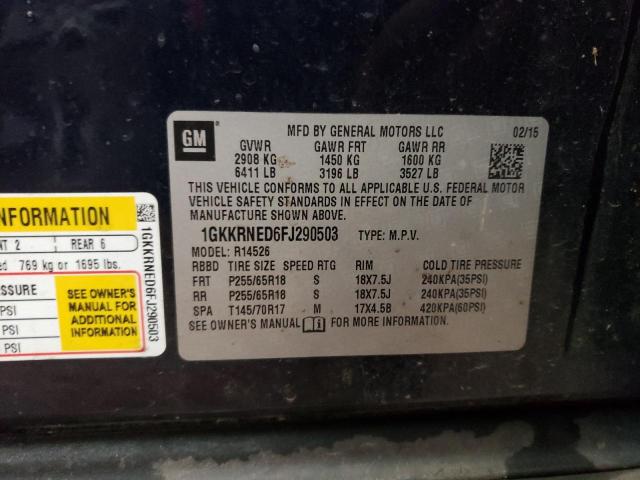 GM
MFD BY GENERAL MOTORS LLC 02/15
GVWR GAWR FRT GAWR RR
2908 KG 1450 KG 1600 KG
6411 LB 3196 LB 3527 LB
THIS VEHICLE CONFORMS TO ALL APPLICABLE U.S. FEDERAL MOTOR
VEHICLE SAFETY STANDARDS IN EFFECT ON THE DATE OF
MANUFACTURE SHOWN ABOVE.
1GKKRNED6FJ290503 TYPE: M.P.V.
MODEL: R14526
RBBD TIRE SIZE SPEED RTG RIM COLD TIRE PRESSURE
FRT P255/65R18 S 18X7.5J 240KPA(35PSI)
RR P255/65R18 S 18X7.5J 240KPA(35PSI)
SPA T145/70R17 M 17X4.5B 420KPA(60PSI)
SEE OWNER'S MANUAL FOR MORE INFORMATION.
INFORMATION
NT 2 REAR 6
ed 769 kg or 1695 lbs.
SSURE
PSI
PSI
PSI
SEE OWNER'S
MANUAL FOR
ADDITIONAL
INFORMATION
1GKKRNED6FJ290503